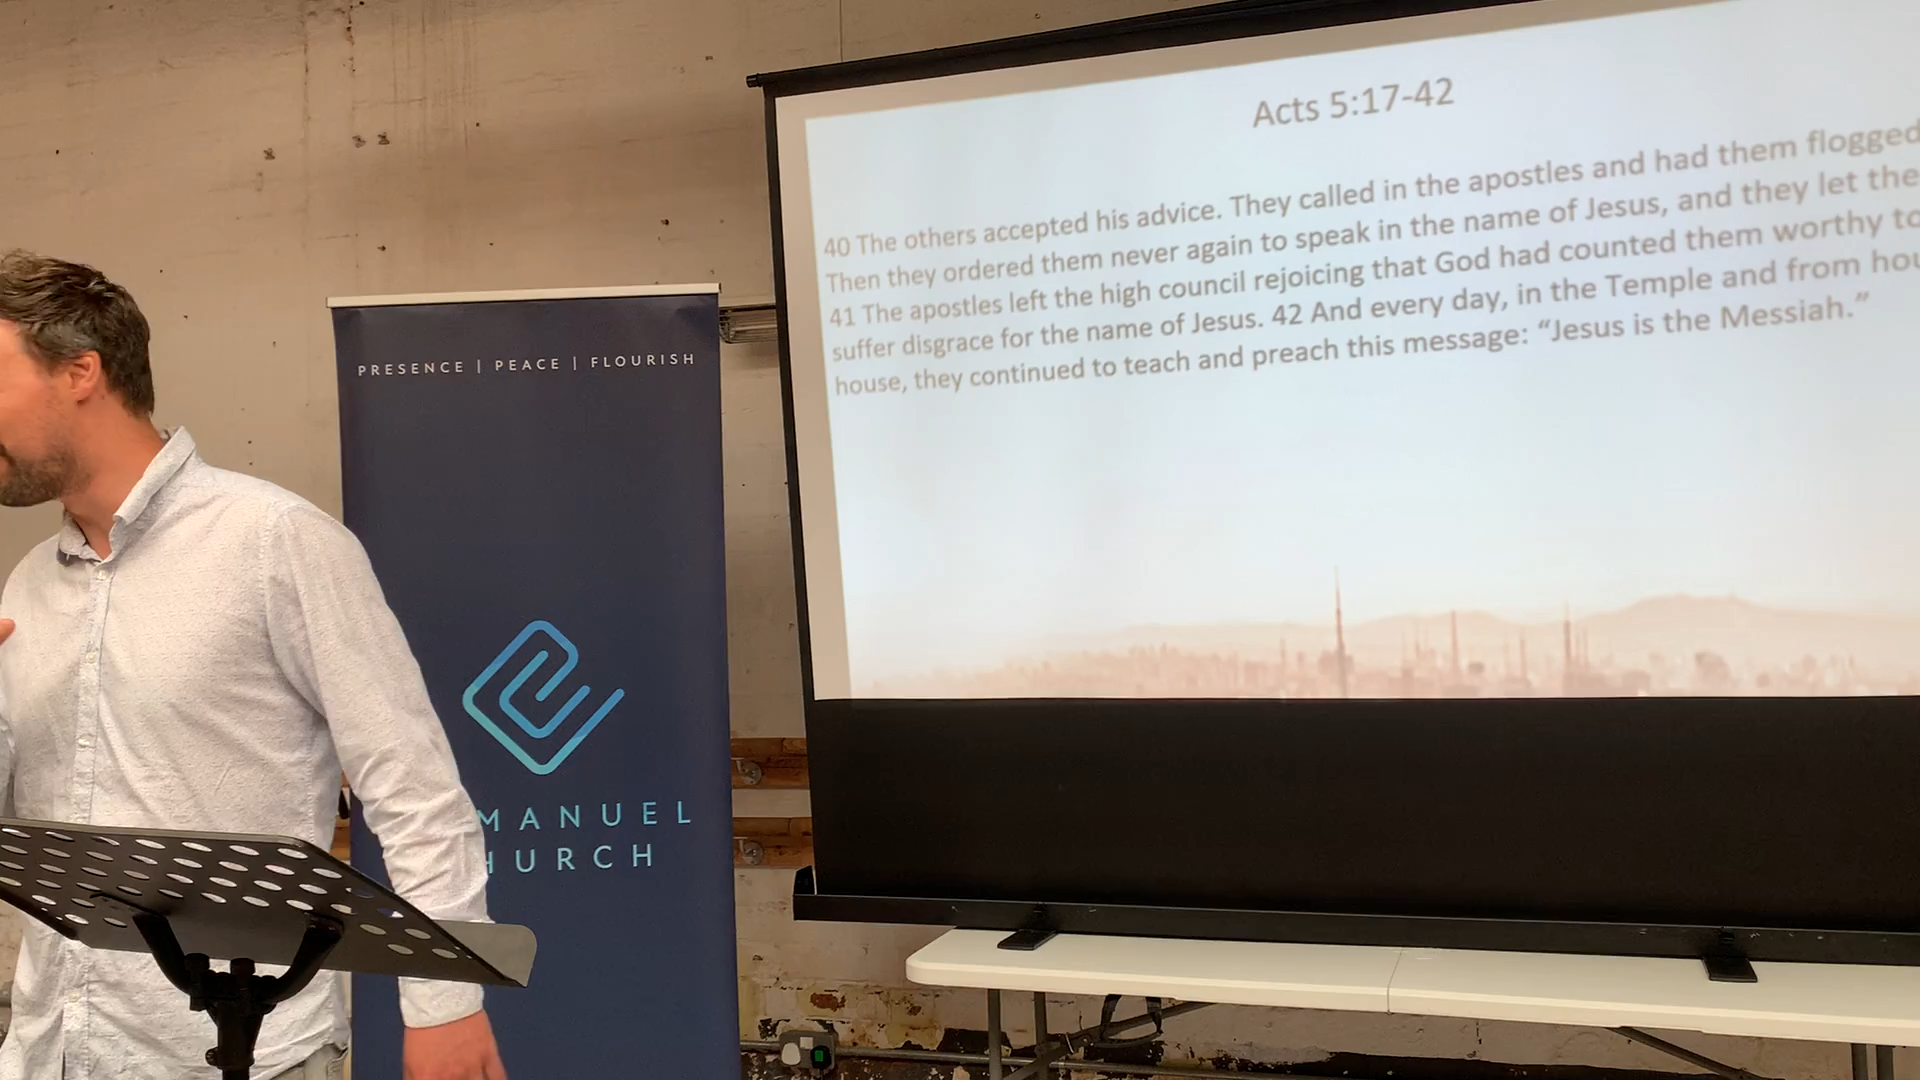 Acts 5:17-42
40 The others accepted his advice. They called in the apostles and had them flogged
Then they ordered them never again to speak in the name of Jesus, and they let the
41 The apostles left the high council rejoicing that God had counted them worthy to
suffer disgrace for the name of Jesus. 42 And every day, in the Temple and from hou
house, they continued to teach and preach this message: “Jesus is the Messiah.”
PRESENCE | PEACE | FLOURISH
MANUEL
HURCH